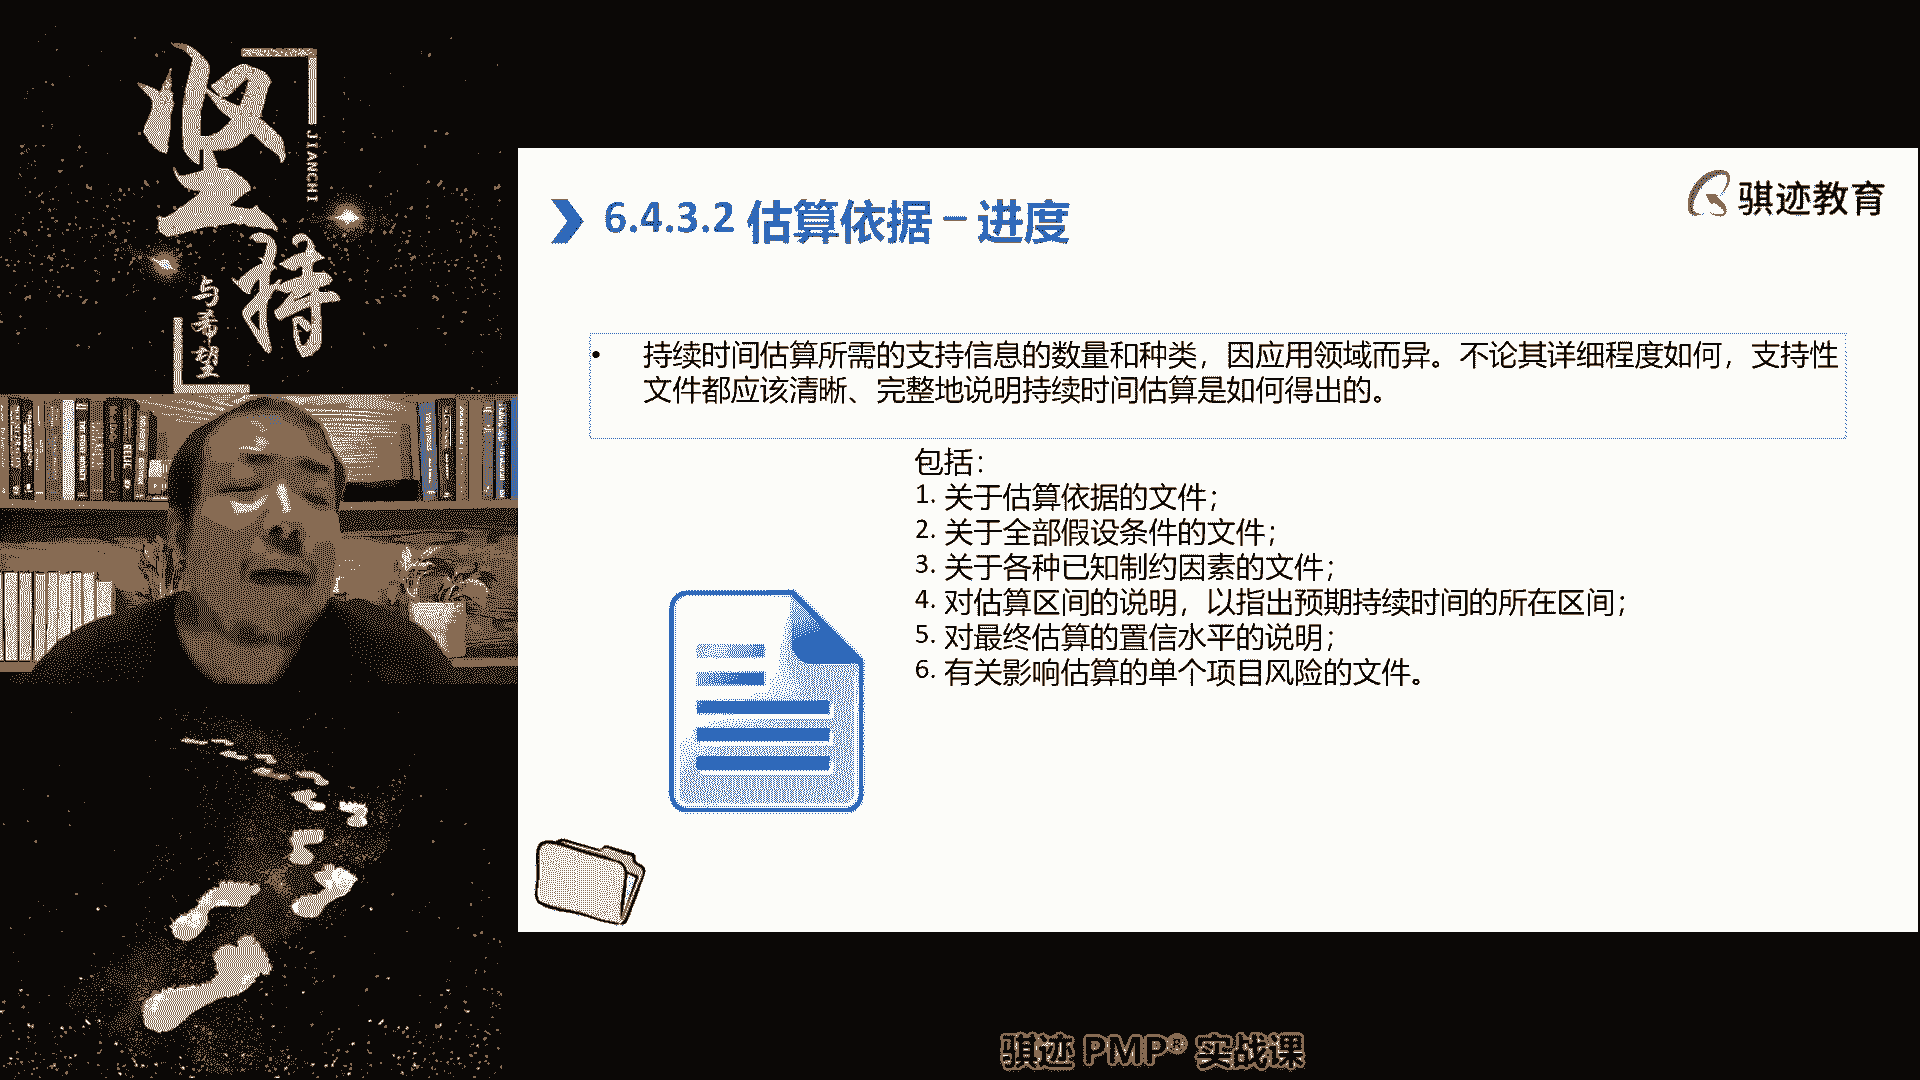 坚持
JIANCHI
与希望
骐迹教育
6.4.3.2 估算依据 – 进度
• 持续时间估算所需的支持信息的数量和种类，因应用领域而异。不论其详细程度如何，支持性
文件都应该清晰、完整地说明持续时间估算是如何得出的。
包括：
1. 关于估算依据的文件；
2. 关于全部假设条件的文件；
3. 关于各种已知制约因素的文件；
4. 对估算区间的说明，以指出预期持续时间的所在区间；
5. 对最终估算的置信水平的说明；
6. 有关影响估算的单个项目风险的文件。
骐迹 PMP® 实战课